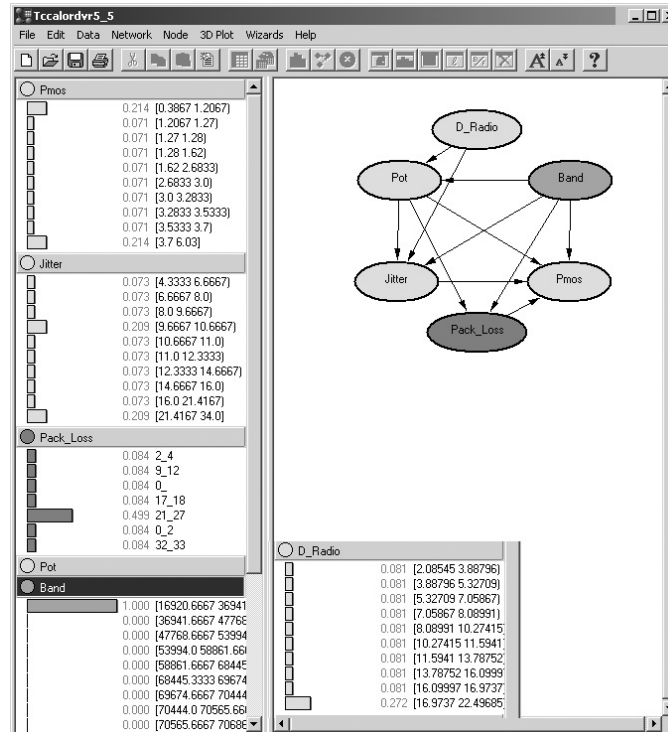 Tccalordvr5_5
File Edit Data Network Node 3D Plot Wizards Help
Pmos
0.214 [0.3867 1.2067)
0.071 [1.2067 1.27)
0.071 [1.27 1.28)
0.071 [1.28 1.62)
0.071 [1.62 2.6833)
0.071 [2.6833 3.0)
0.071 [3.0 3.2833)
0.071 [3.2833 3.5333)
0.071 [3.5333 3.7)
0.214 [3.7 6.03]
Jitter
0.073 [4.3333 6.6667)
0.073 [6.6667 8.0)
0.073 [8.0 9.6667)
0.209 [9.6667 10.6667)
0.073 [10.6667 11.0)
0.073 [11.0 12.3333)
0.073 [12.3333 14.6667)
0.073 [14.6667 16.0)
0.073 [16.0 21.4167)
0.209 [21.4167 34.0]
Pack_Loss
0.084 2_4
0.084 9_12
0.084 0_
0.084 17_18
0.499 21_27
0.084 0_2
0.084 32_33
Pot
Band
1.000 [16920.6667 36941
0.000 [36941.6667 47768
0.000 [47768.6667 53994
0.000 [53994.0 58861.66
0.000 [58861.6667 68445
0.000 [68445.3333 69674
0.000 [69674.6667 70444
0.000 [70444.0 70565.66
0.000 [70565.6667 70686
D_Radio
Pot
Band
Jitter
Pmos
Pack_Loss
D_Radio
0.081 [2.08545 3.88796)
0.081 [3.88796 5.32709)
0.081 [5.32709 7.05867)
0.081 [7.05867 8.08991)
0.081 [8.08991 10.27415
0.081 [10.27415 11.5941)
0.081 [11.5941 13.78752
0.081 [13.78752 16.0999
0.081 [16.09997 16.9737
0.272 [16.9737 22.49685